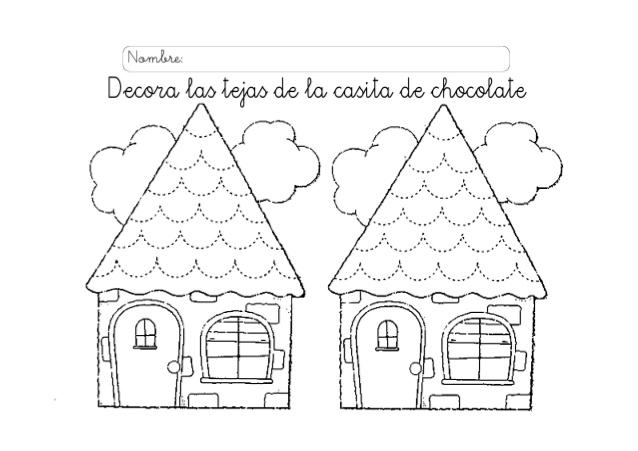 Nombre:
Decora las tejas de la casita de chocolate